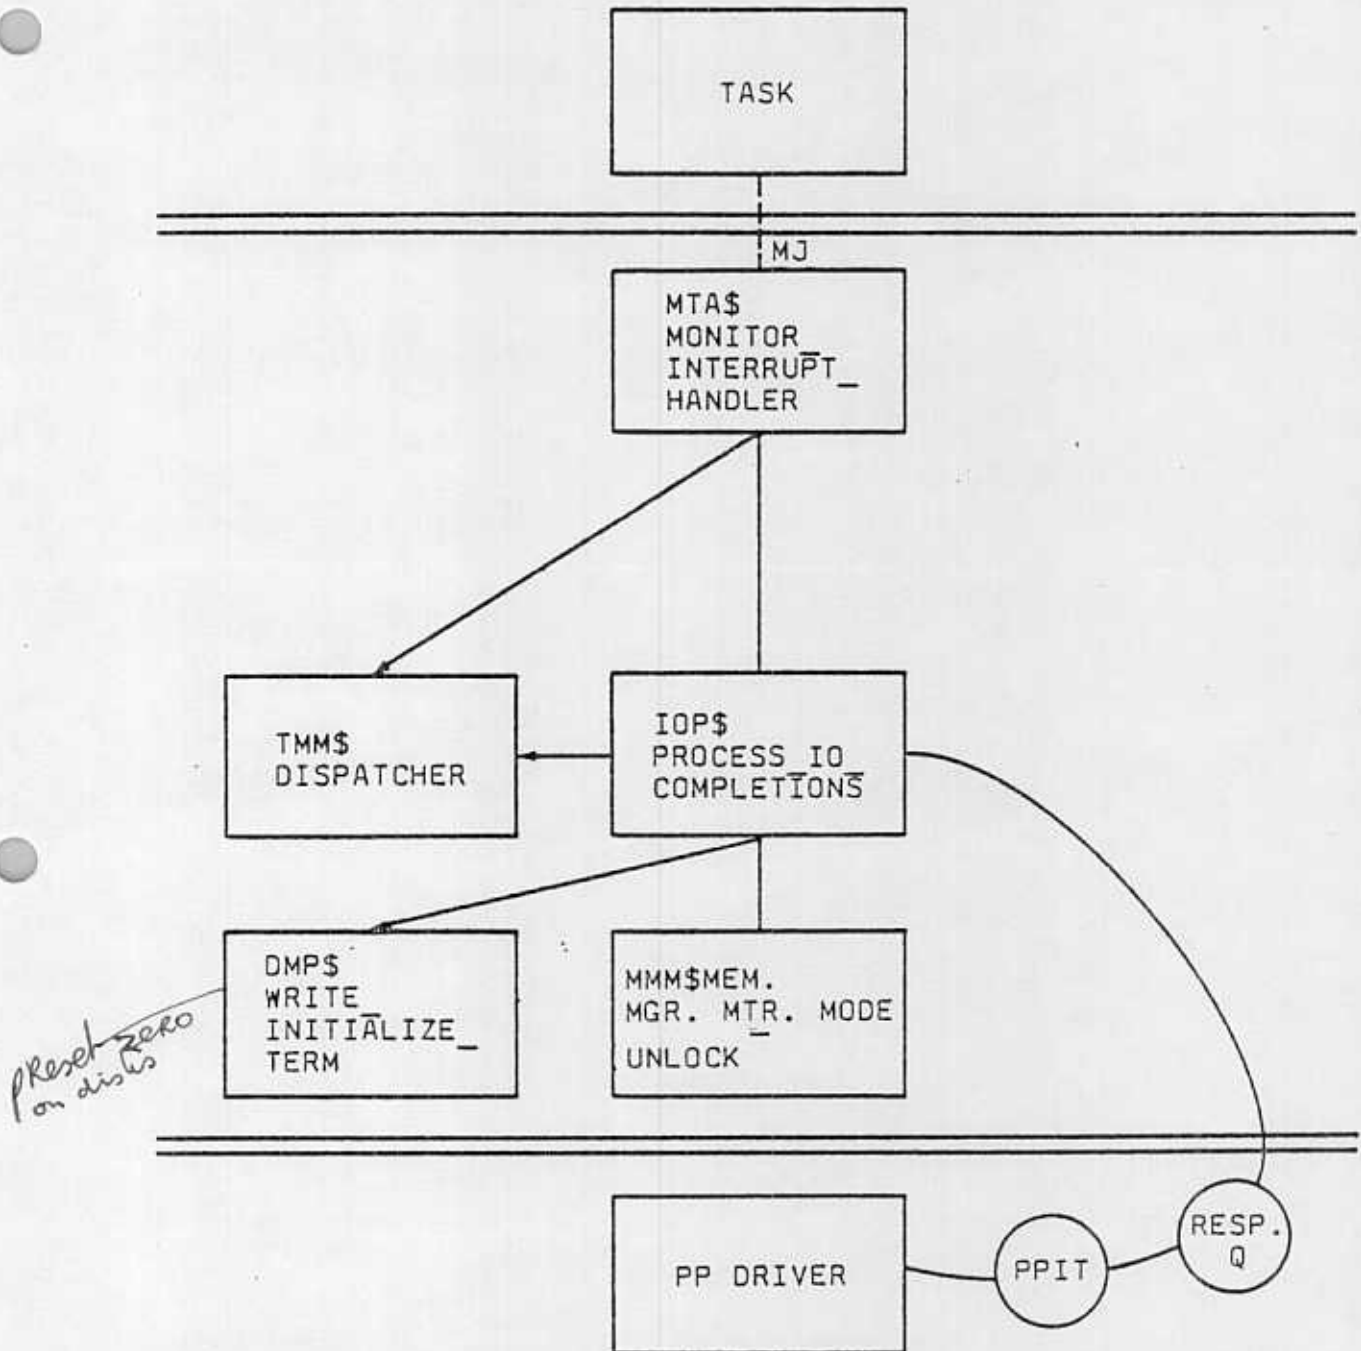 TASK
MJ
MTA$
MONITOR_
INTERRUPT_
HANDLER
TMM$
DISPATCHER
IOP$
PROCESS_IO_
COMPLETIONS
DMP$
WRITE_
INITIALIZE_
TERM
MMM$MEM.
MGR. MTR. MODE
UNLOCK
preset zero
on disks
PP DRIVER
PPIT
RESP.
Q